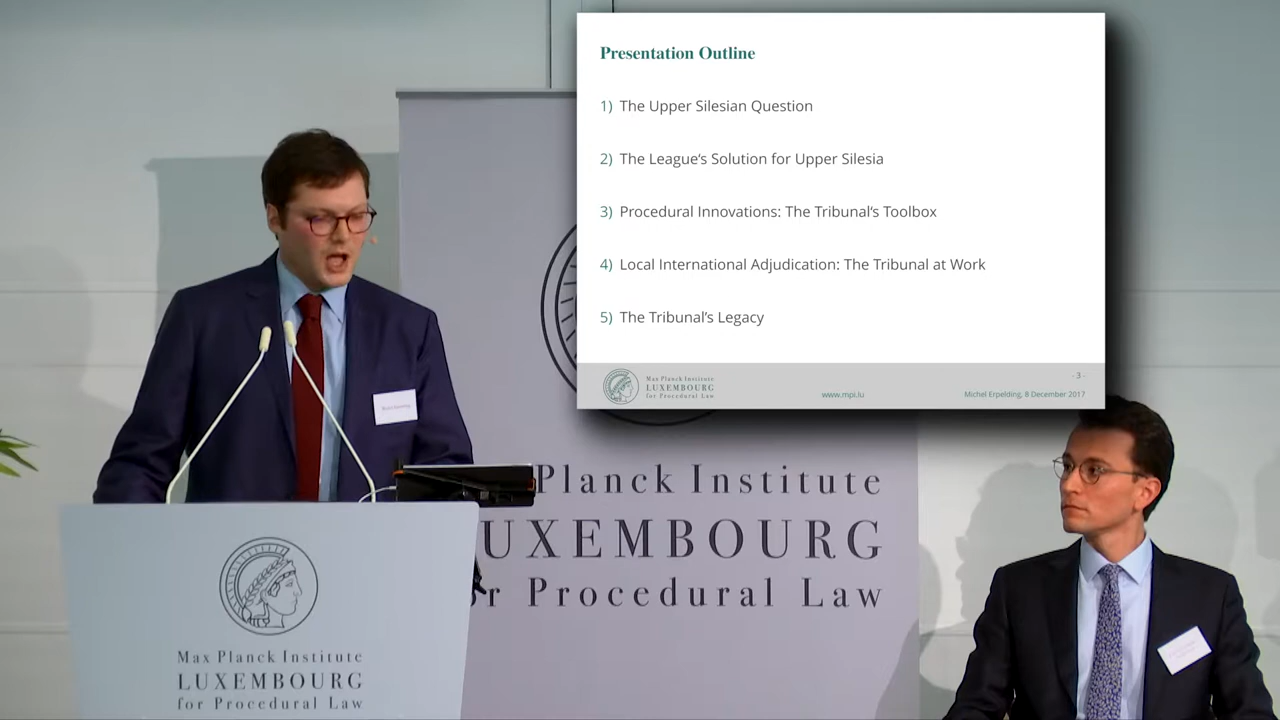 Presentation Outline
1) The Upper Silesian Question
2) The League‘s Solution for Upper Silesia
3) Procedural Innovations: The Tribunal‘s Toolbox
4) Local International Adjudication: The Tribunal at Work
5) The Tribunal’s Legacy
Max Planck Institute
LUXEMBOURG
for Procedural Law
www.mpi.lu
- 3 -
Michel Erpelding, 8 December 2017
Planck Institute
UXEMBOURG
r Procedural Law
Max Planck Institute
LUXEMBOURG
for Procedural Law